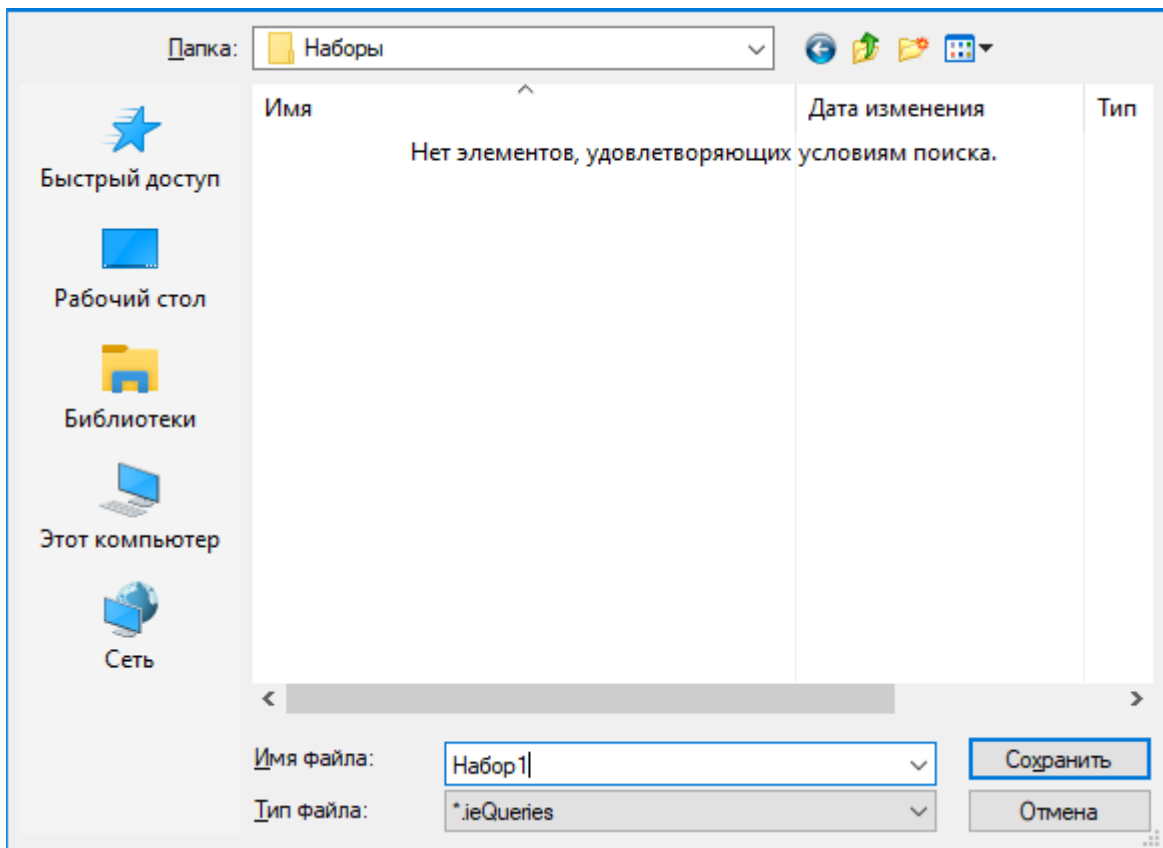 Папка: Наборы
Имя Дата изменения Тип
Нет элементов, удовлетворяющих условиям поиска.
Быстрый доступ
Рабочий стол
Библиотеки
Этот компьютер
Сеть
Имя файла: Набор1 Сохранить
Тип файла: *.ieQueries Отмена